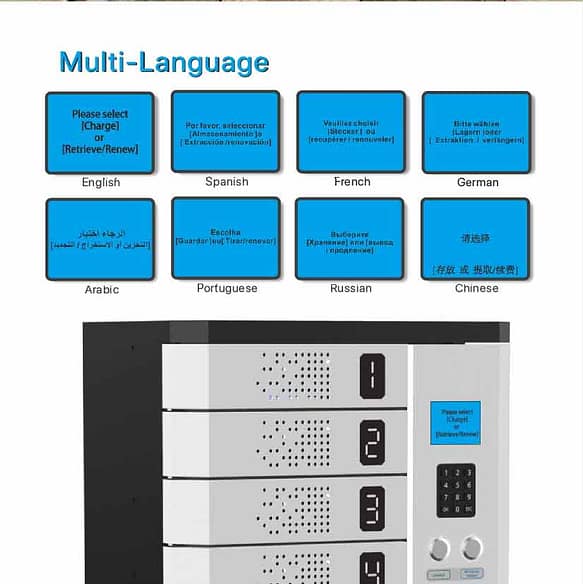 Multi-Language
Please select
[Charge]
or
[Retrieve/Renew]
English
Por favor, seleccionar
[Almacenamiento]o
[Extracción/renovación]
Spanish
Veuillez choisir
[Stocker] ou
[récupérer/renouveler]
French
Bitte wählen
[Lagern]oder
[Extraktion / verlängern]
German
الرجاء اختيار
[التخزين أو الاستخراج / التجديد]
Arabic
Escolha
[Guardar]ou[Tirar/renovar]
Portuguese
Выберите
[Хранение] или [вывод
/ продление]
Russian
请选择
[存放 或 提取/续费]
Chinese
1
2
3
4
Please select
[Charge]
or
[Retrieve/Renew]
1 2 3
4 5 6
7 8 9
0